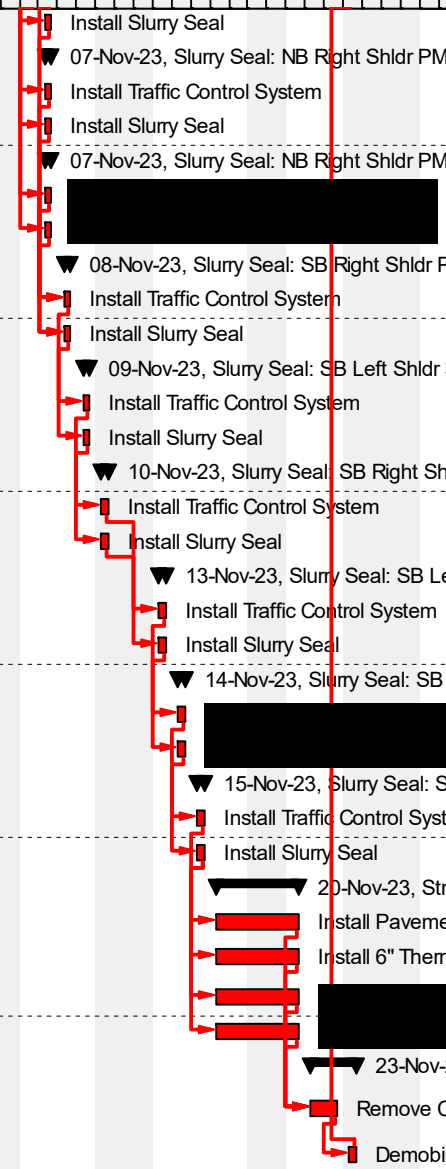 Install Slurry Seal
07-Nov-23, Slurry Seal: NB Right Shldr PM
Install Traffic Control System
Install Slurry Seal
07-Nov-23, Slurry Seal: NB Right Shldr PM
08-Nov-23, Slurry Seal: SB Right Shldr P
Install Traffic Control System
Install Slurry Seal
09-Nov-23, Slurry Seal: SB Left Shldr
Install Traffic Control System
Install Slurry Seal
10-Nov-23, Slurry Seal: SB Right Sh
Install Traffic Control System
Install Slurry Seal
13-Nov-23, Slurry Seal: SB Le
Install Traffic Control System
Install Slurry Seal
14-Nov-23, Slurry Seal: SB
15-Nov-23, Slurry Seal: S
Install Traffic Control Syst
Install Slurry Seal
20-Nov-23, Str
Install Paveme
Install 6" Ther
23-Nov-
Remove
Demobi